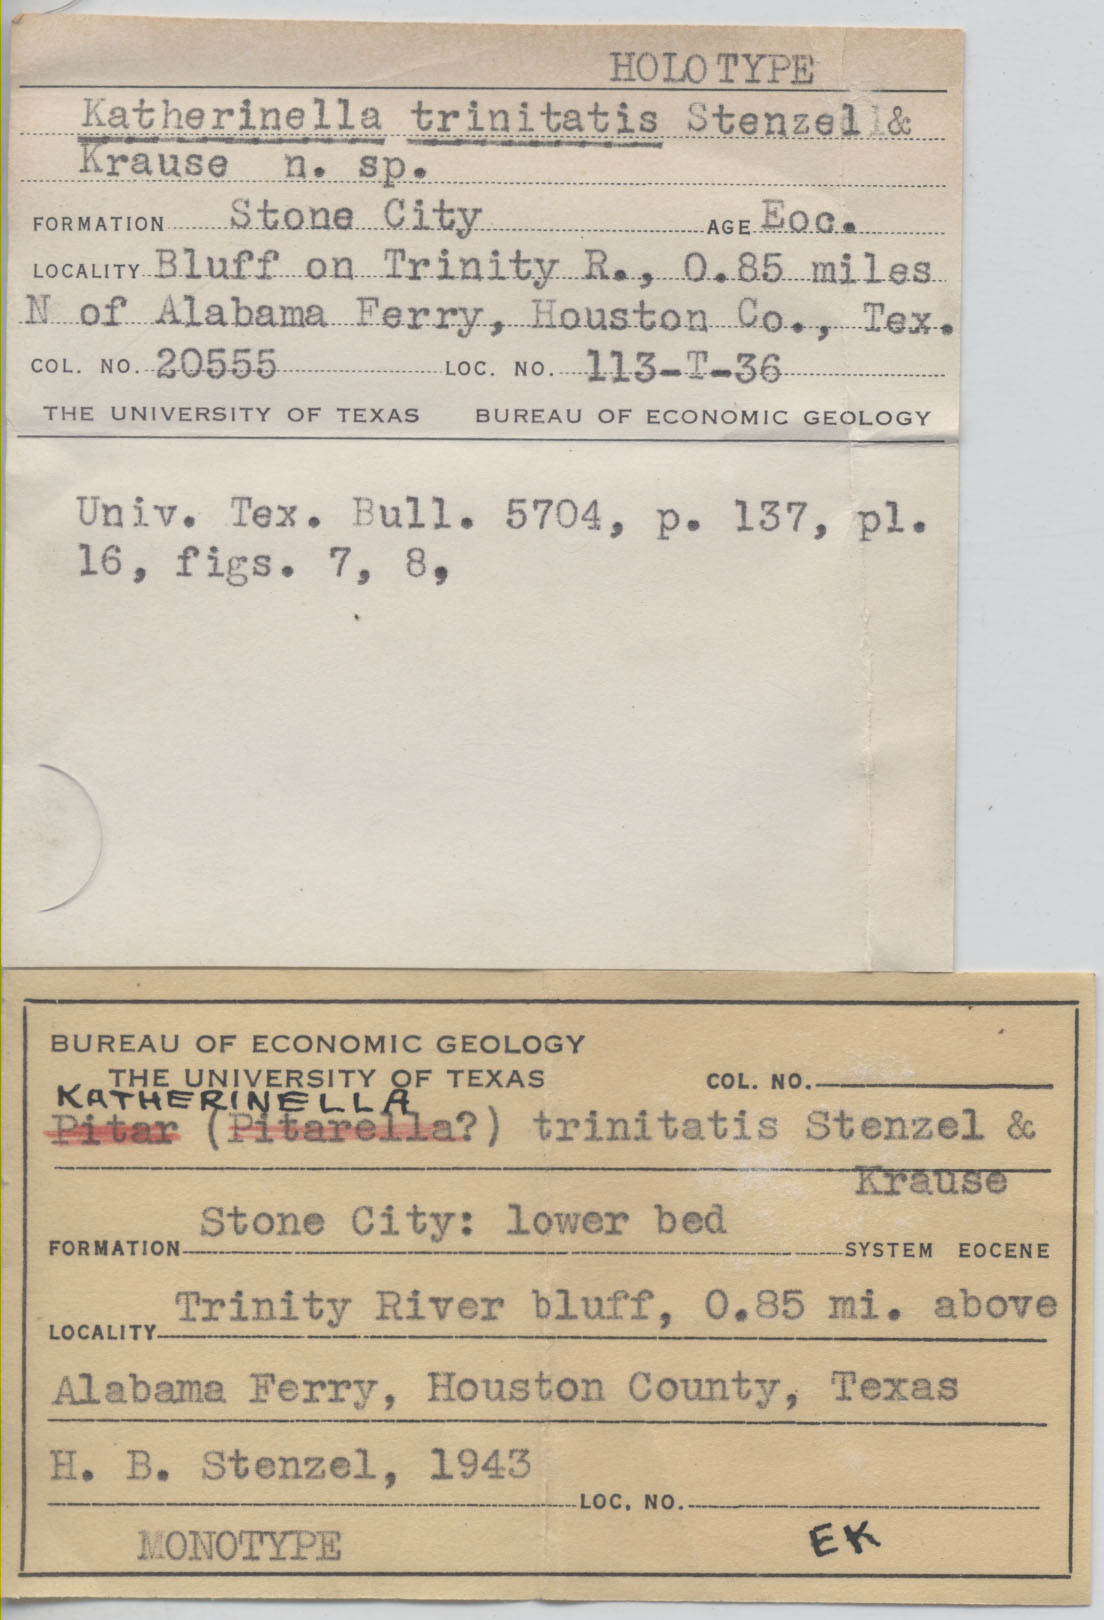 HOLOTYPE
Katherinella trinitatis Stenzel &
Krause n. sp.
FORMATION Stone City AGE Eoc.
LOCALITY Bluff on Trinity R., 0.85 miles
N of Alabama Ferry, Houston Co., Tex.
COL. NO. 20555 LOC. NO. 113-T-36
THE UNIVERSITY OF TEXAS BUREAU OF ECONOMIC GEOLOGY
Univ. Tex. Bull. 5704, p. 137, pl.
16, figs. 7, 8,
BUREAU OF ECONOMIC GEOLOGY
THE UNIVERSITY OF TEXAS COL. NO.
KATHERINELLA
Pitar (Pitarella?) trinitatis Stenzel &
Krause
Stone City: lower bed
FORMATION SYSTEM EOCENE
Trinity River bluff, 0.85 mi. above
LOCALITY
Alabama Ferry, Houston County, Texas
H. B. Stenzel, 1943
LOC. NO.
MONOTYPE EK